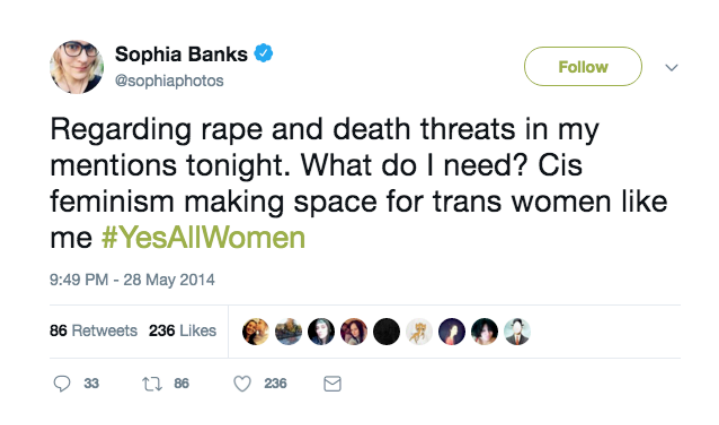 Sophia Banks
@sophiaphotos
Follow
Regarding rape and death threats in my
mentions tonight. What do I need? Cis
feminism making space for trans women like
me #YesAllWomen
9:49 PM - 28 May 2014
86 Retweets 236 Likes
33 86 236